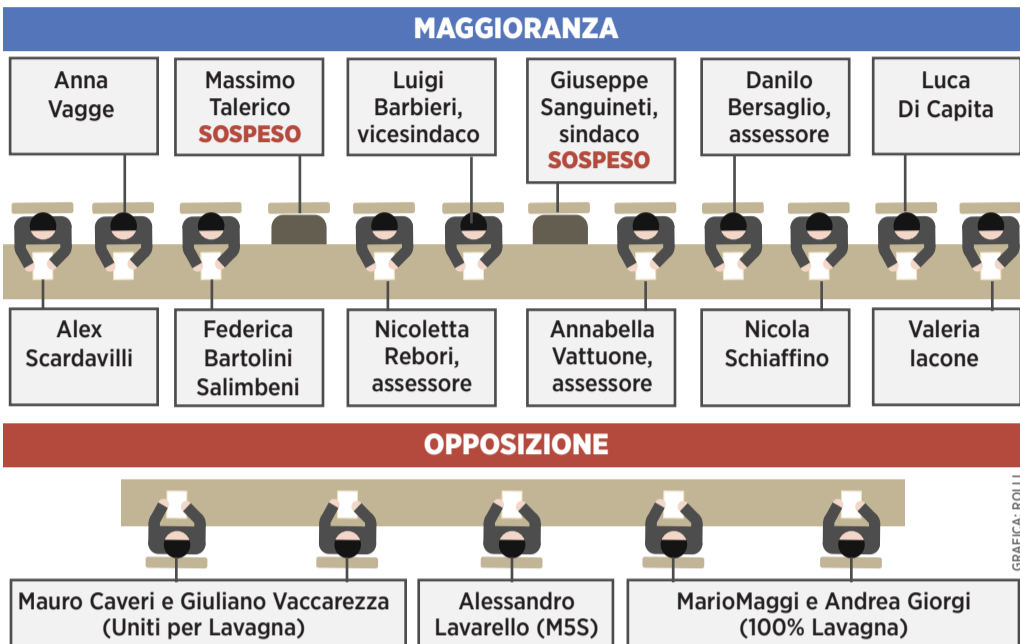 MAGGIORANZA
Anna
Vagge
Massimo
Talerico
SOSPESO
Luigi
Barbieri,
vicesindaco
Giuseppe
Sanguineti,
sindaco
SOSPESO
Danilo
Bersaglio,
assessore
Luca
Di Capita
Alex
Scardavilli
Federica
Bartolini
Salimbeni
Nicoletta
Rebori,
assessore
Annabella
Vattuone,
assessore
Nicola
Schiaffino
Valeria
Iacone
OPPOSIZIONE
GRAFICA: ROLLI
Mauro Caveri e Giuliano Vaccarezza
(Uniti per Lavagna)
Alessandro
Lavarello (M5S)
MarioMaggi e Andrea Giorgi
(100% Lavagna)